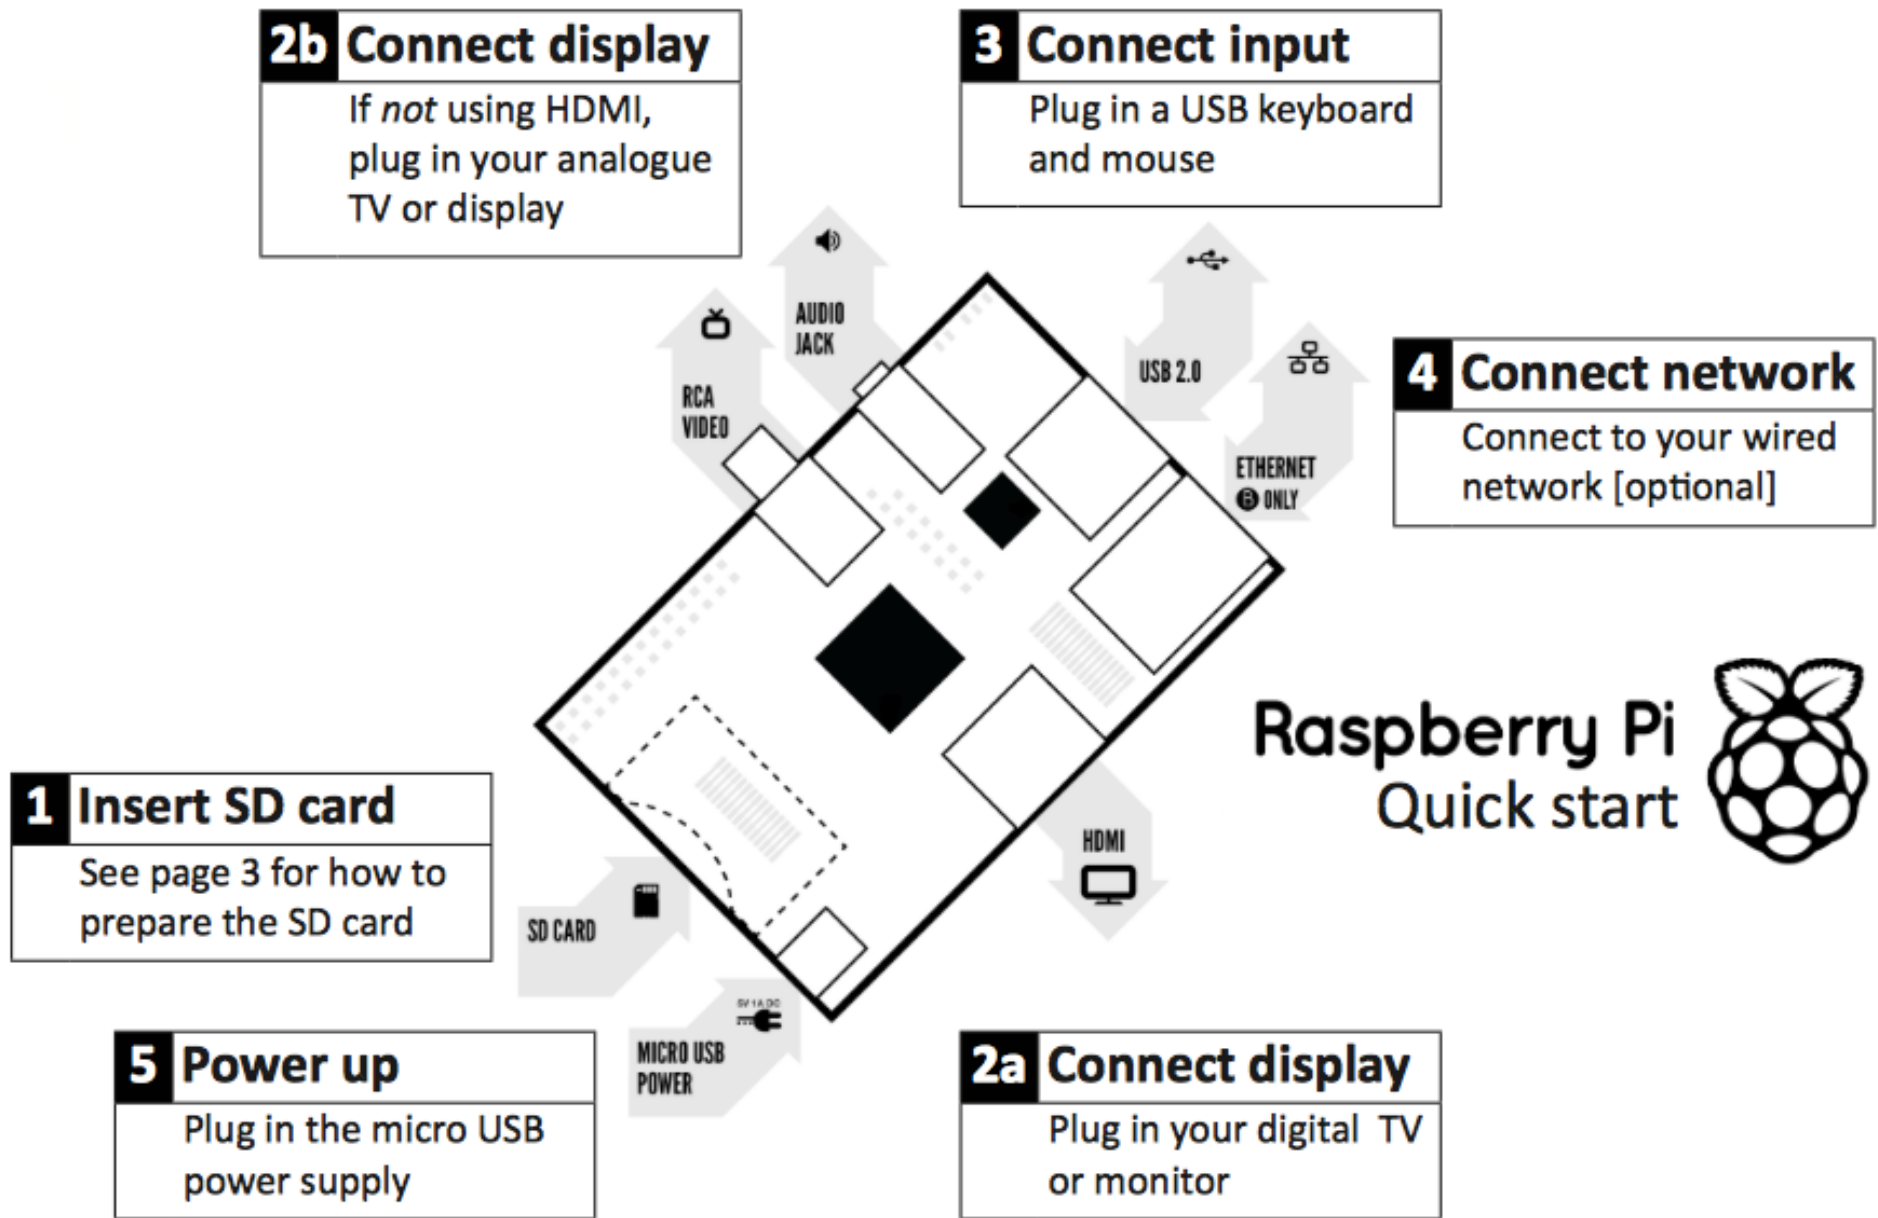 2b Connect display
If not using HDMI,
plug in your analogue
TV or display
3 Connect input
Plug in a USB keyboard
and mouse
AUDIO
JACK
RCA
VIDEO
USB 2.0
ETHERNET
B ONLY
4 Connect network
Connect to your wired
network [optional]
Raspberry Pi
Quick start
1 Insert SD card
See page 3 for how to
prepare the SD card
SD CARD
HDMI
5V 1A DC
MICRO USB
POWER
5 Power up
Plug in the micro USB
power supply
2a Connect display
Plug in your digital TV
or monitor